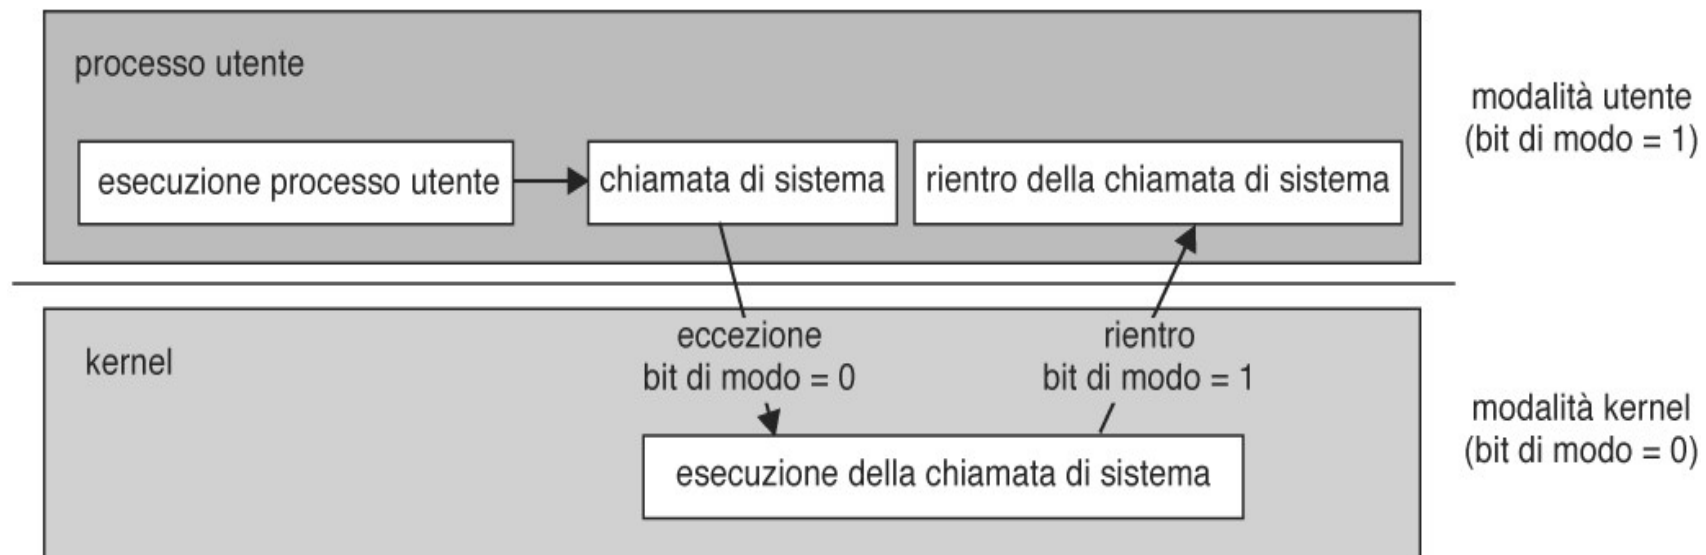 processo utente
modalità utente
(bit di modo = 1)
esecuzione processo utente
chiamata di sistema
rientro della chiamata di sistema
kernel
eccezione
bit di modo = 0
rientro
bit di modo = 1
modalità kernel
(bit di modo = 0)
esecuzione della chiamata di sistema